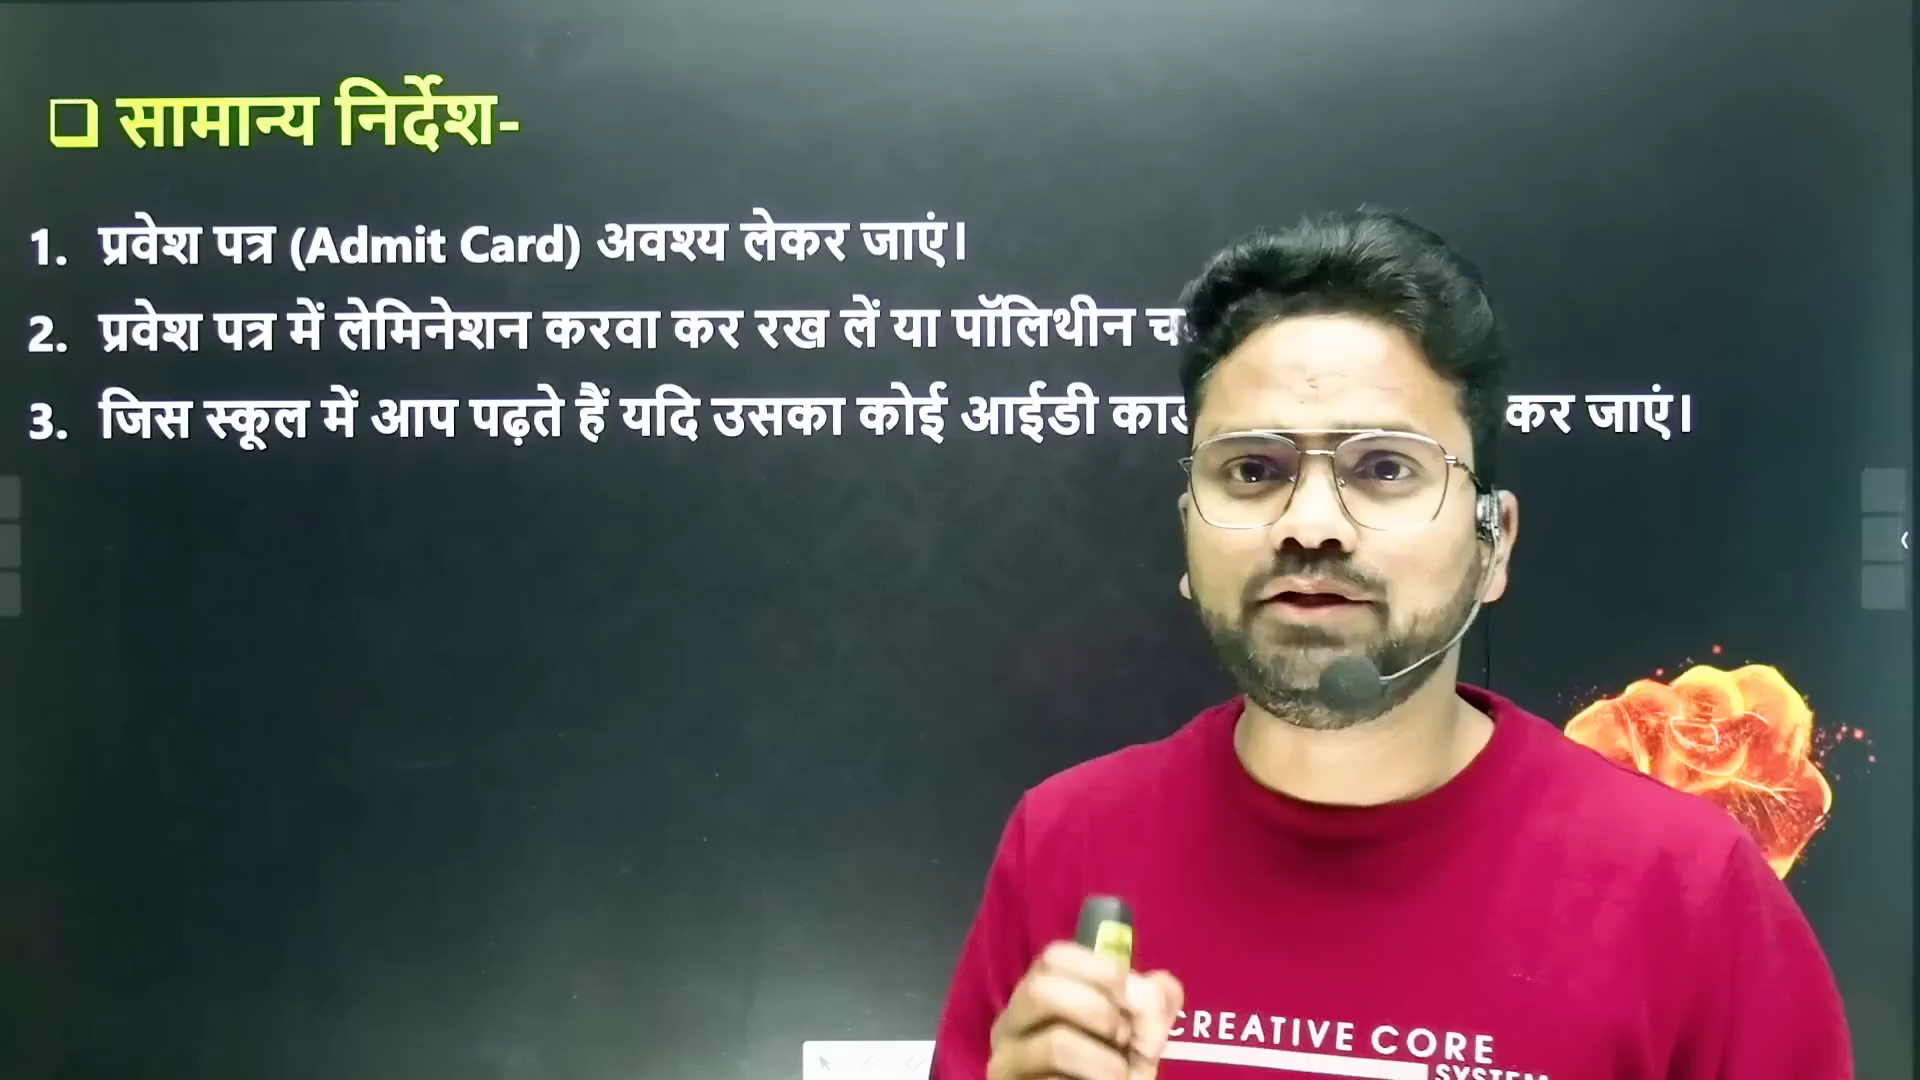 ❑ सामान्य निर्देश-
1. प्रवेश पत्र (Admit Card) अवश्य लेकर जाएं।
2. प्रवेश पत्र में लेमिनेशन करवा कर रख लें या पॉलिथीन
3. जिस स्कूल में आप पढ़ते हैं यदि उसका कोई आईडी कर जाएं।
CREATIVE CORE
SYSTEM